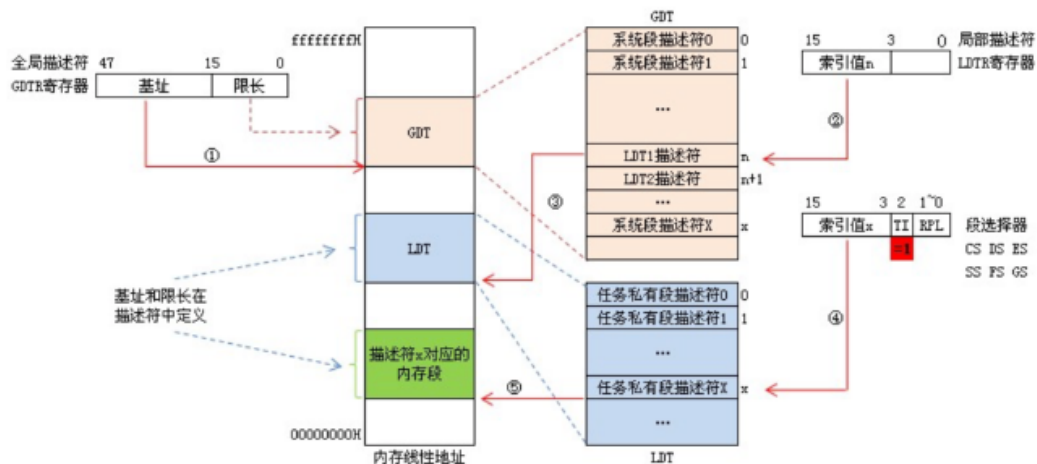 GDT
ffffffffH
系统段描述符0 0
系统段描述符1 1
...
LDT1描述符 n
LDT2描述符 n+1
...
系统段描述符X x
全局描述符 47 15 0
GDTR寄存器 基址 限长
15 3 0 局部描述符
索引值n LDTR寄存器
①
②
③
GDT
LDT
15 3 2 1~0
索引值x TI RPL 段选择器
=1 CS DS ES
SS FS GS
④
基址和限长在
描述符中定义
任务私有段描述符0 0
任务私有段描述符1 1
...
任务私有段描述符X x
...
描述符x对应的
内存段
⑤
00000000H
内存线性地址
LDT